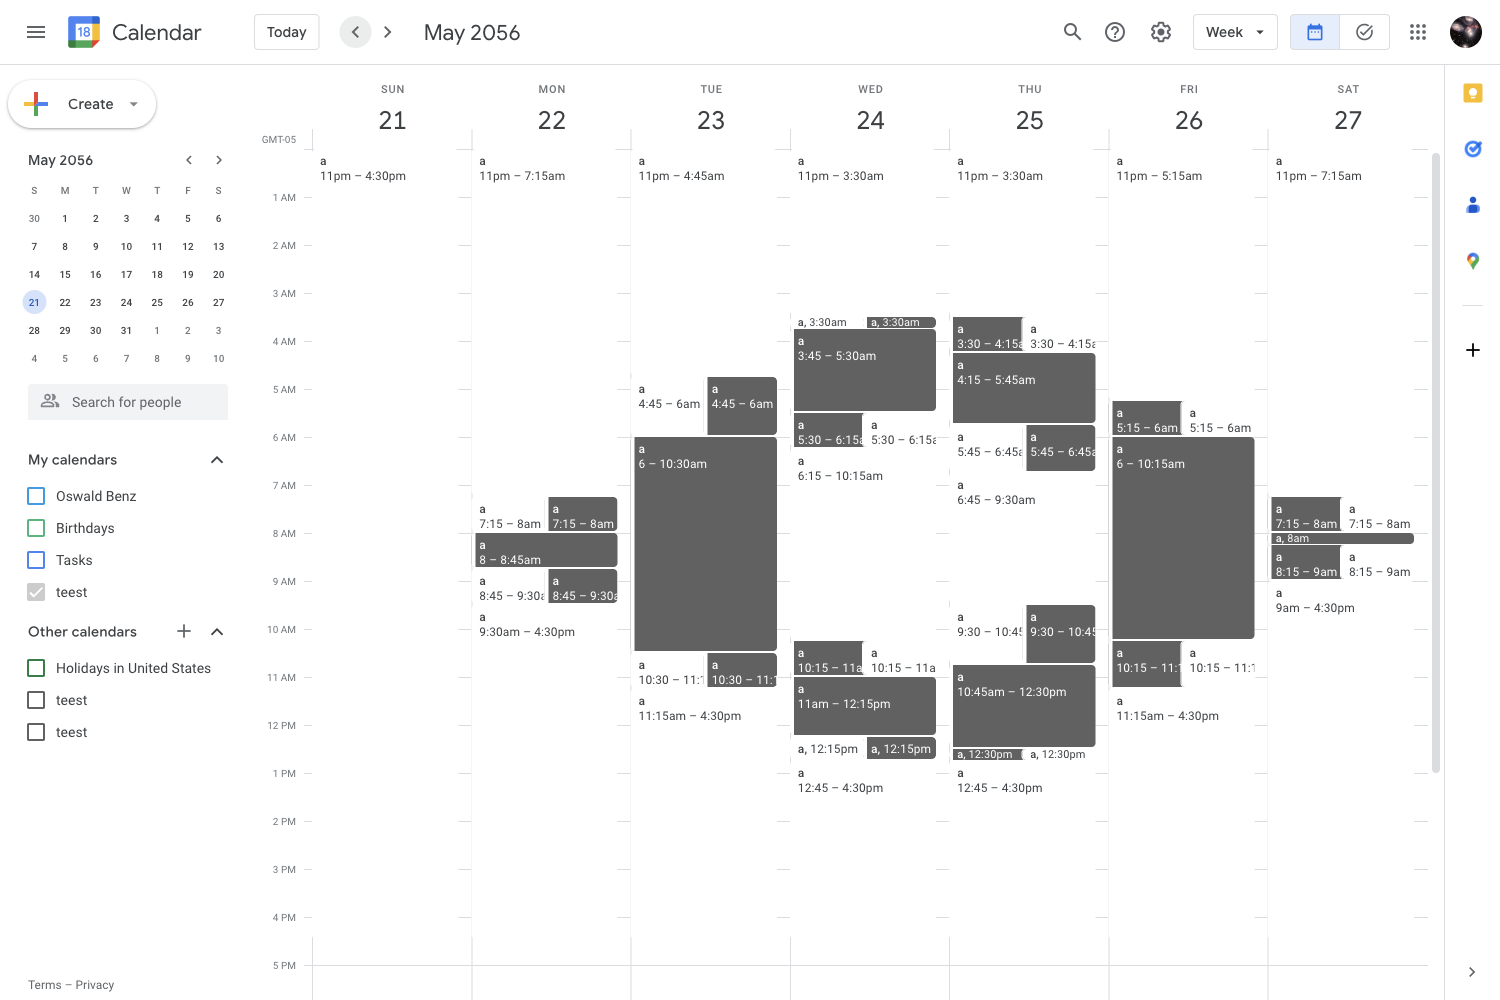 18 Calendar
Today
May 2056
Week
Create
May 2056
S M T W T F S
30 1 2 3 4 5 6
7 8 9 10 11 12 13
14 15 16 17 18 19 20
21 22 23 24 25 26 27
28 29 30 31 1 2 3
4 5 6 7 8 9 10
Search for people
My calendars
Oswald Benz
Birthdays
Tasks
teest
Other calendars
Holidays in United States
teest
teest
Terms – Privacy
GMT-05
1 AM
2 AM
3 AM
4 AM
5 AM
6 AM
7 AM
8 AM
9 AM
10 AM
11 AM
12 PM
1 PM
2 PM
3 PM
4 PM
5 PM
SUN
21
a
11pm – 4:30pm
MON
22
a
11pm – 7:15am
a
7:15 – 8am
a
7:15 – 8am
a
8 – 8:45am
a
8:45 – 9:30a
a
8:45 – 9:30a
a
9:30am – 4:30pm
TUE
23
a
11pm – 4:45am
a
4:45 – 6am
a
4:45 – 6am
a
6 – 10:30am
a
10:30 – 11:1
a
10:30 – 11:1
a
11:15am – 4:30pm
WED
24
a
11pm – 3:30am
a, 3:30am
a, 3:30am
a
3:45 – 5:30am
a
5:30 – 6:15a
a
5:30 – 6:15a
a
6:15 – 10:15am
a
10:15 – 11a
a
10:15 – 11a
a
11am – 12:15pm
a, 12:15pm
a, 12:15pm
a
12:45 – 4:30pm
THU
25
a
11pm – 3:30am
a
3:30 – 4:15a
a
3:30 – 4:15a
a
4:15 – 5:45am
a
5:45 – 6:45a
a
5:45 – 6:45a
a
6:45 – 9:30am
a
9:30 – 10:45
a
9:30 – 10:45
a
10:45am – 12:30pm
a, 12:30pm
a, 12:30pm
a
12:45 – 4:30pm
FRI
26
a
11pm – 5:15am
a
5:15 – 6am
a
5:15 – 6am
a
6 – 10:15am
a
10:15 – 11:1
a
10:15 – 11:1
a
11:15am – 4:30pm
SAT
27
a
11pm – 7:15am
a
7:15 – 8am
a
7:15 – 8am
a, 8am
a
8:15 – 9am
a
8:15 – 9am
a
9am – 4:30pm